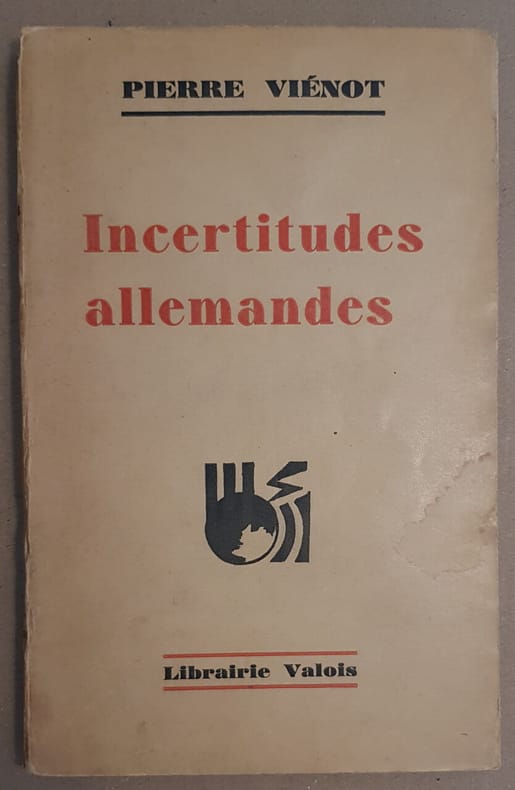 PIERRE VIÉNOT
Incertitudes
allemandes
Librairie Valois